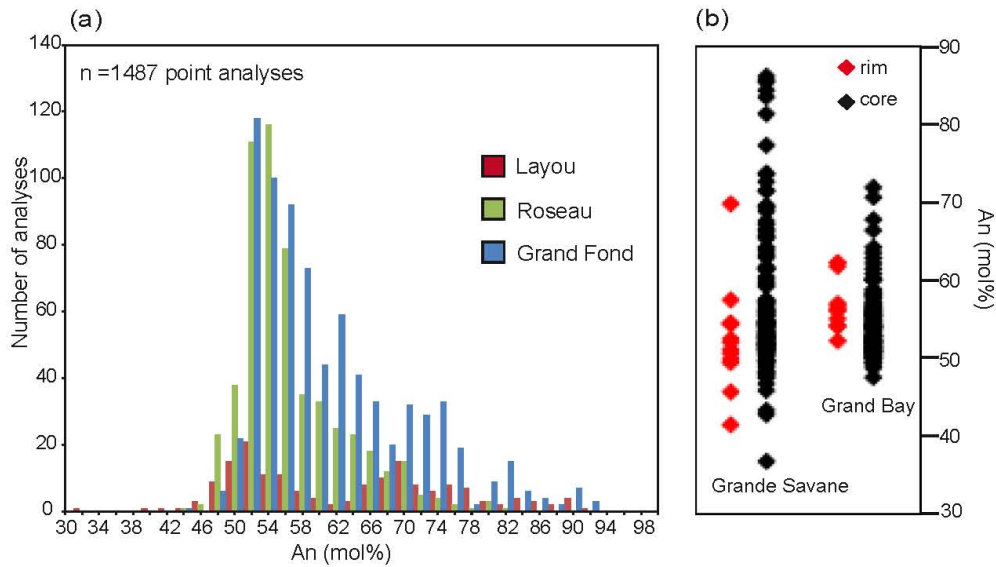 (a)
140
120
100
80
60
40
20
0
Number of analyses
n =1487 point analyses
Layou
Roseau
Grand Fond
30 34 38 42 46 50 54 58 62 66 70 74 78 82 86 90 94 98
An (mol%)
(b)
rim
core
90
80
70
60
50
40
30
An (mol%)
Grand Bay
Grande Savane